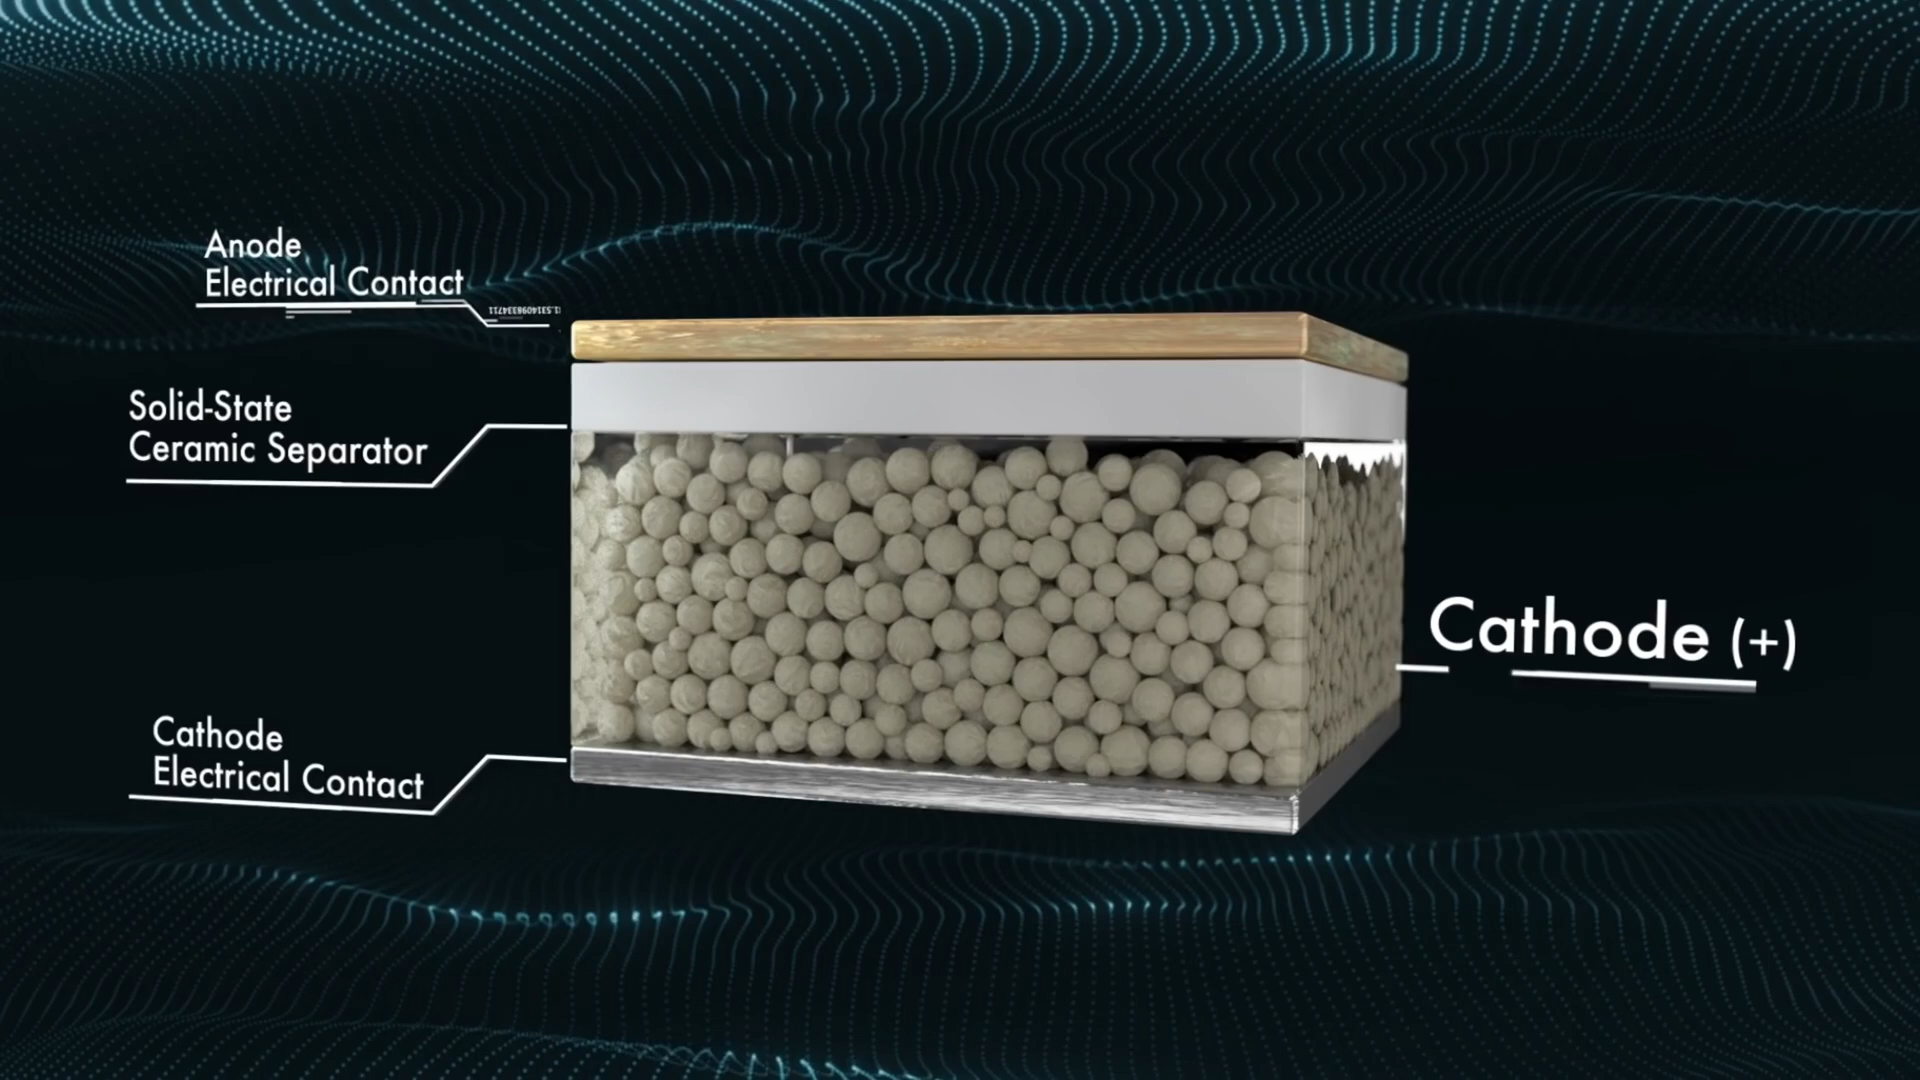 Anode
Electrical Contact
Solid-State
Ceramic Separator
Cathode (+)
Cathode
Electrical Contact